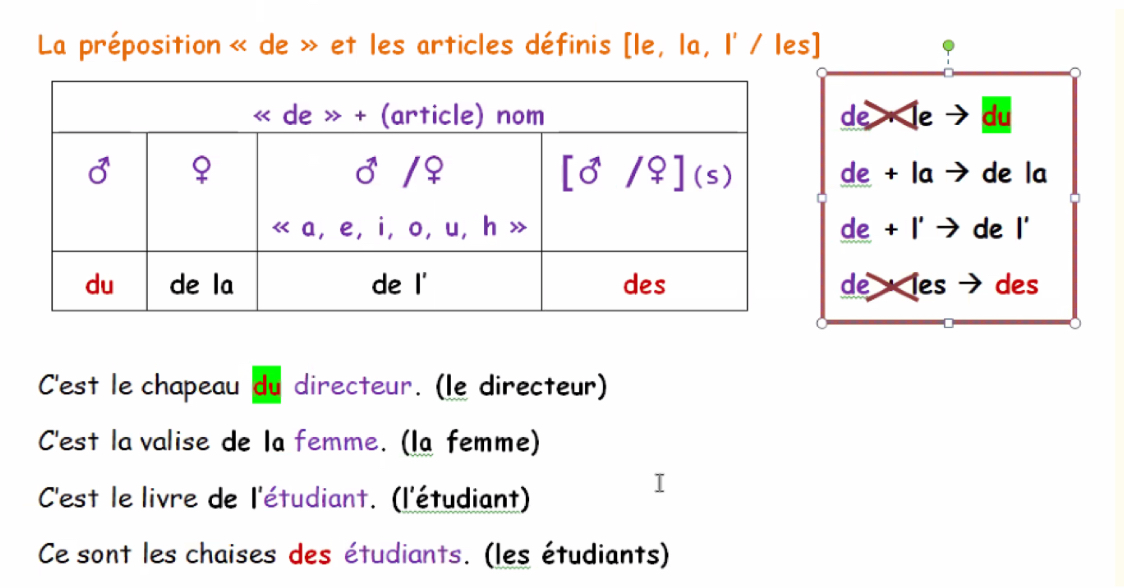 La préposition « de » et les articles définis [le, la, l' / les]
« de » + (article) nom
♂ ♀ ♂ /♀ [♂ /♀](s)
« a, e, i, o, u, h »
du de la de l' des
de + le → du
de + la → de la
de + l' → de l'
de + les → des
C'est le chapeau du directeur. (le directeur)
C'est la valise de la femme. (la femme)
C'est le livre de l'étudiant. (l'étudiant)
Ce sont les chaises des étudiants. (les étudiants)